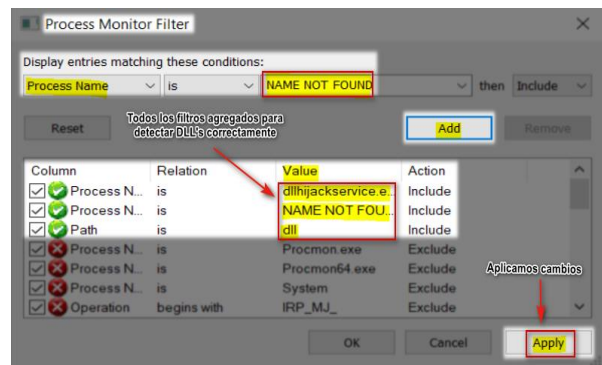 Process Monitor Filter
Display entries matching these conditions:
Process Name is NAME NOT FOUND then Include
Reset
Todos los filtros agregados para
detectar DLL's correctamente
Add Remove
Column Relation Value Action
Process N... is dllhijackservice.e... Include
Process N... is NAME NOT FOU... Include
Path is dll Include
Process N... is Procmon.exe Exclude
Process N... is Procmon64.exe Exclude
Process N... is System Exclude
Operation begins with IRP_MJ_ Exclude
Aplicamos cambios
OK Cancel Apply